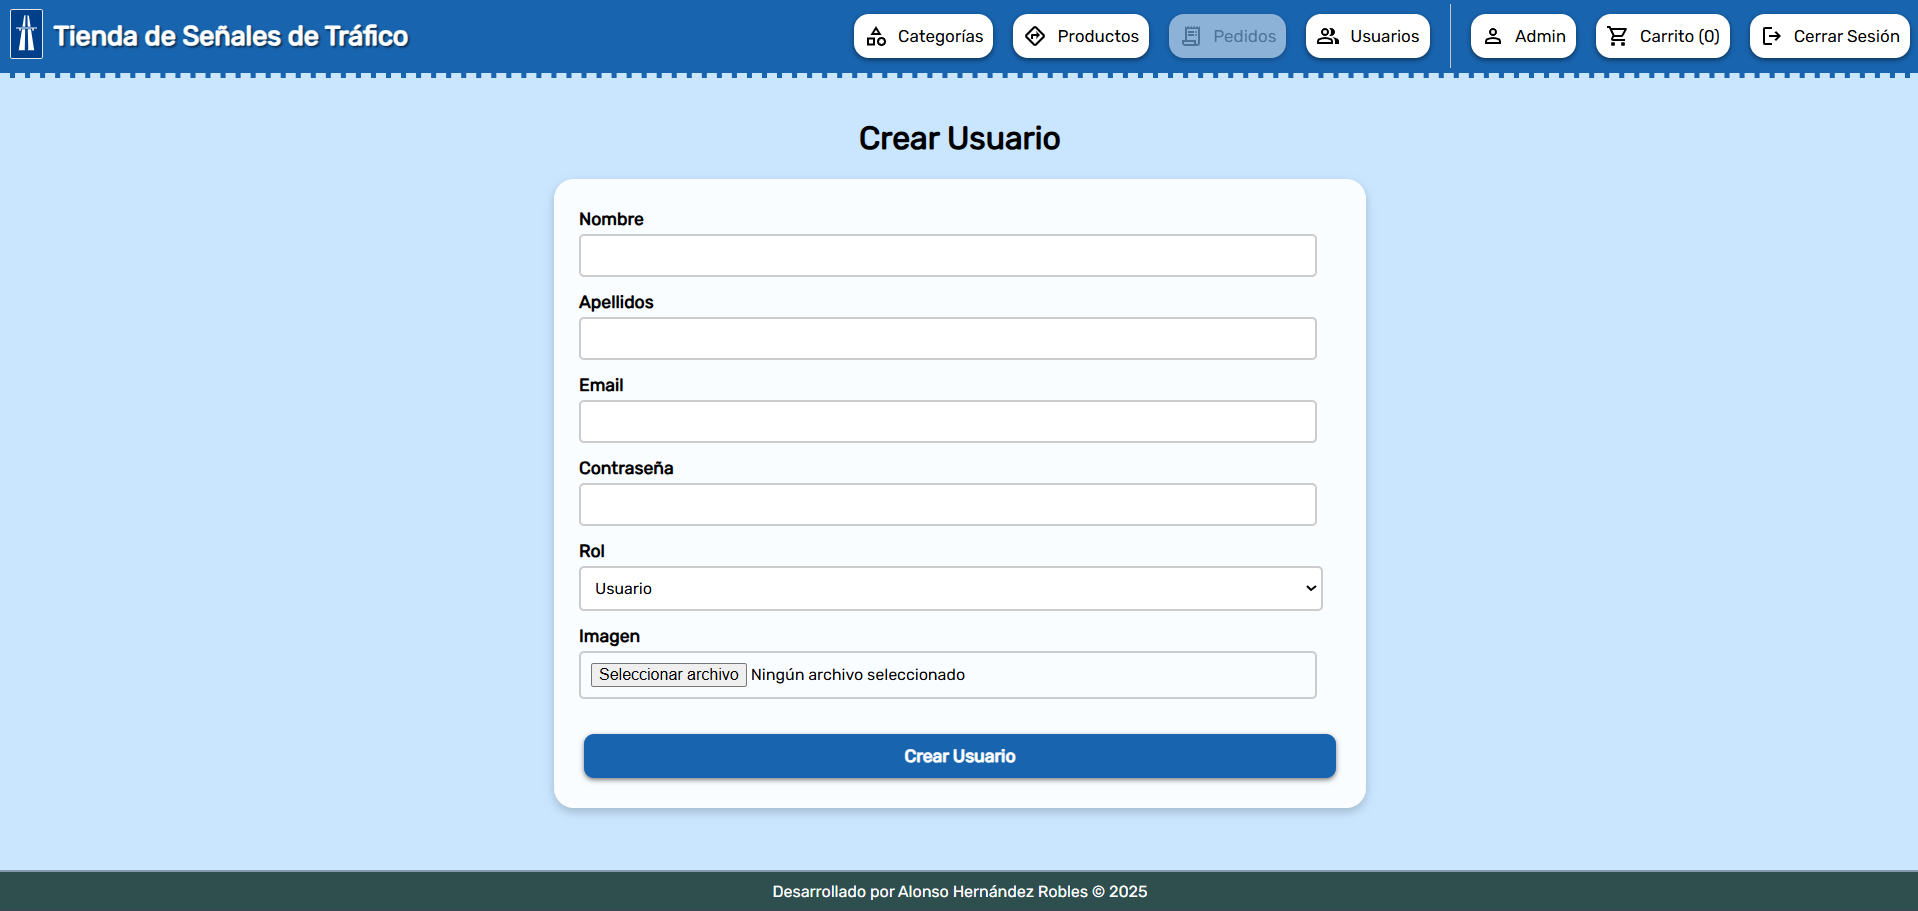 Tienda de Señales de Tráfico
Categorías
Productos
Pedidos
Usuarios
Admin
Carrito (0)
Cerrar Sesión
Crear Usuario
Nombre
Apellidos
Email
Contraseña
Rol
Usuario
Imagen
Seleccionar archivo Ningún archivo seleccionado
Crear Usuario
Desarrollado por Alonso Hernández Robles © 2025